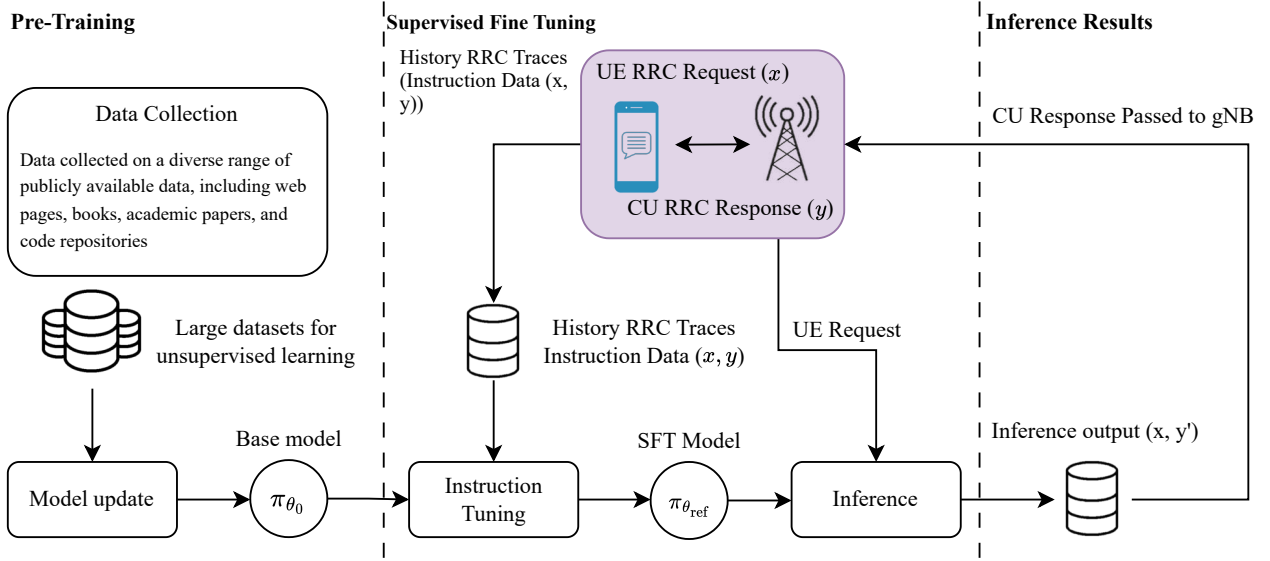 Pre-Training
Data Collection
Data collected on a diverse range of
publicly available data, including web
pages, books, academic papers, and
code repositories
Large datasets for
unsupervised learning
Model update
Base model
π_θ₀
Supervised Fine Tuning
History RRC Traces
(Instruction Data (x,
y))
UE RRC Request (x)
CU RRC Response (y)
History RRC Traces
Instruction Data (x, y)
UE Request
Instruction
Tuning
SFT Model
π_θ_ref
Inference
Inference Results
CU Response Passed to gNB
Inference output (x, y')